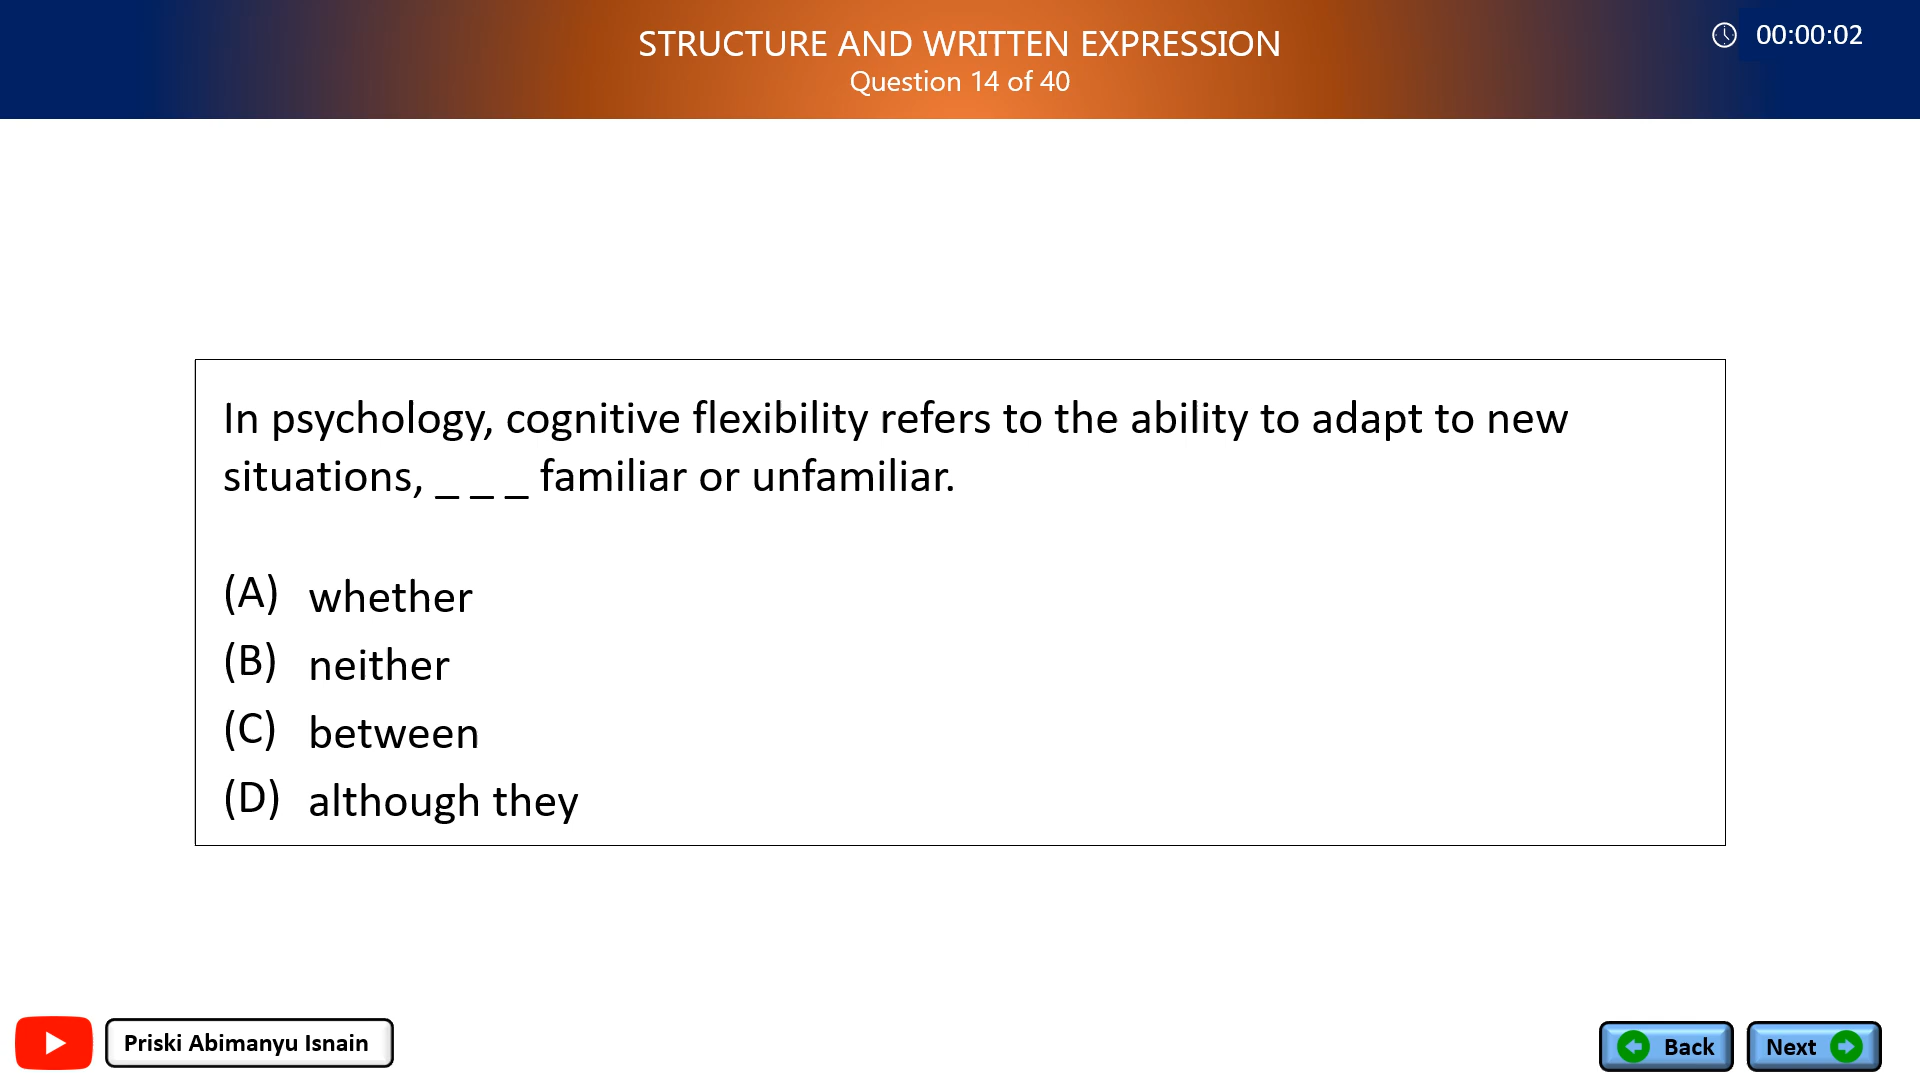 STRUCTURE AND WRITTEN EXPRESSION
00:00:02
Question 14 of 40
In psychology, cognitive flexibility refers to the ability to adapt to new
situations, _ _ _ familiar or unfamiliar.
(A) whether
(B) neither
(C) between
(D) although they
Priski Abimanyu Isnain
Back
Next